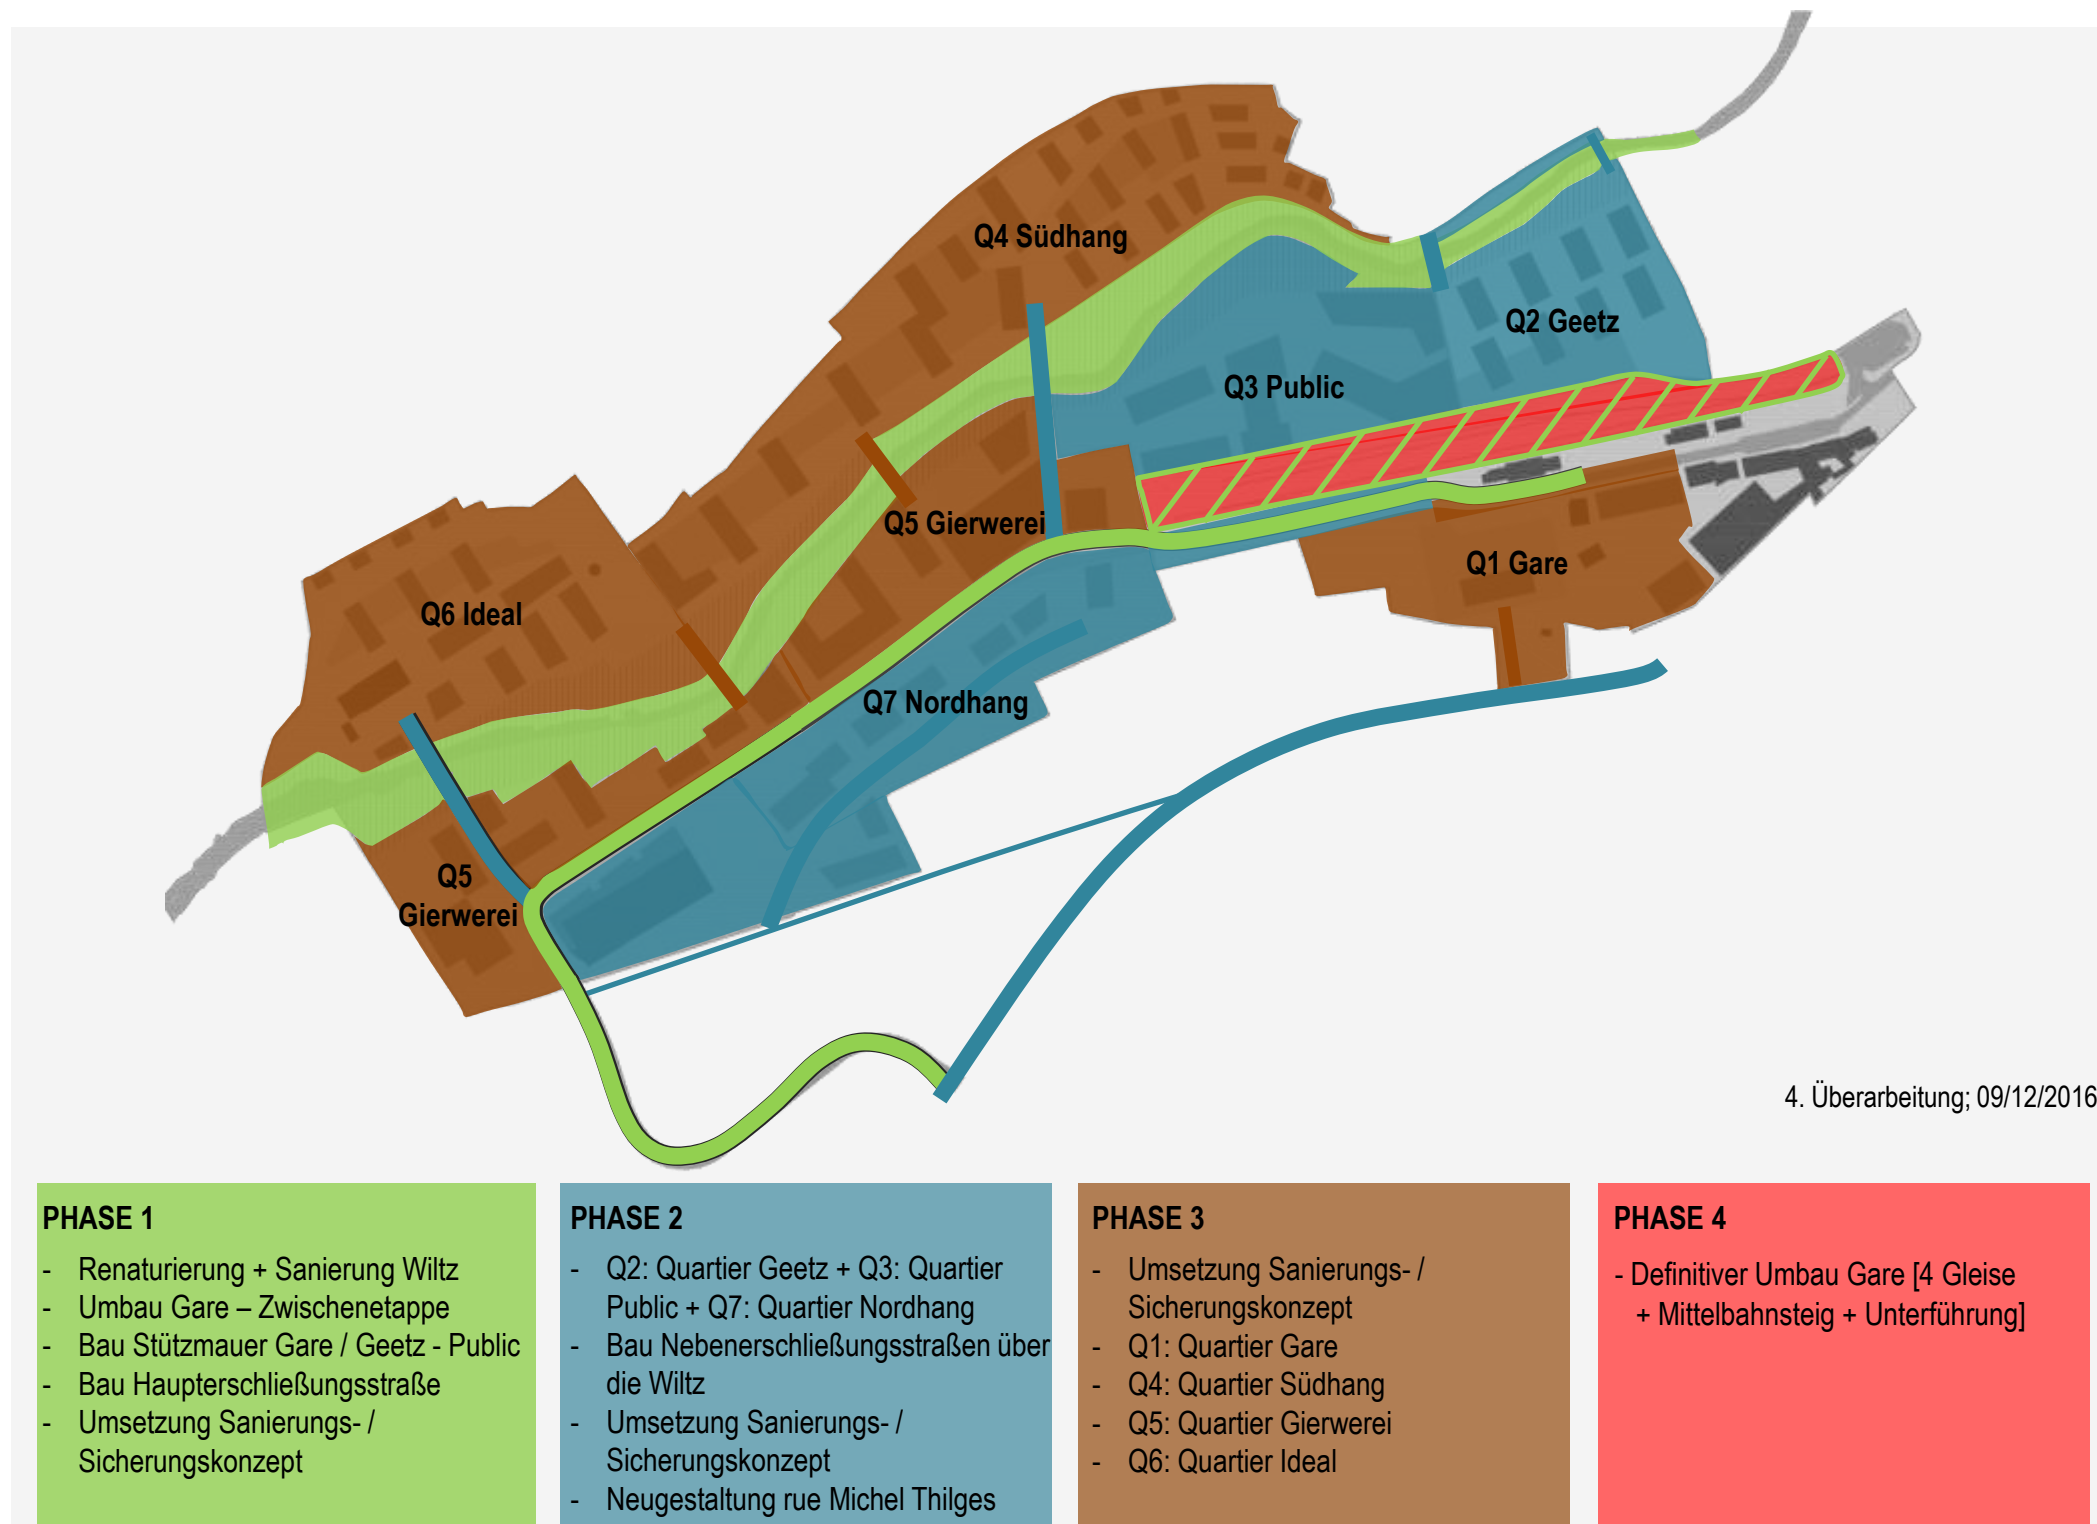 Q4 Südhang
Q2 Geetz
Q3 Public
Q5 Gierwerei
Q1 Gare
Q6 Ideal
Q7 Nordhang
Q5
Gierwerei
4. Überarbeitung; 09/12/2016
PHASE 1
- Renaturierung + Sanierung Wiltz
- Umbau Gare – Zwischenetappe
- Bau Stützmauer Gare / Geetz - Public
- Bau Haupterschließungsstraße
- Umsetzung Sanierungs- /
Sicherungskonzept
PHASE 2
- Q2: Quartier Geetz + Q3: Quartier
Public + Q7: Quartier Nordhang
- Bau Nebenerschließungsstraßen über
die Wiltz
- Umsetzung Sanierungs- /
Sicherungskonzept
- Neugestaltung rue Michel Thilges
PHASE 3
- Umsetzung Sanierungs- /
Sicherungskonzept
- Q1: Quartier Gare
- Q4: Quartier Südhang
- Q5: Quartier Gierwerei
- Q6: Quartier Ideal
PHASE 4
- Definitiver Umbau Gare [4 Gleise
+ Mittelbahnsteig + Unterführung]